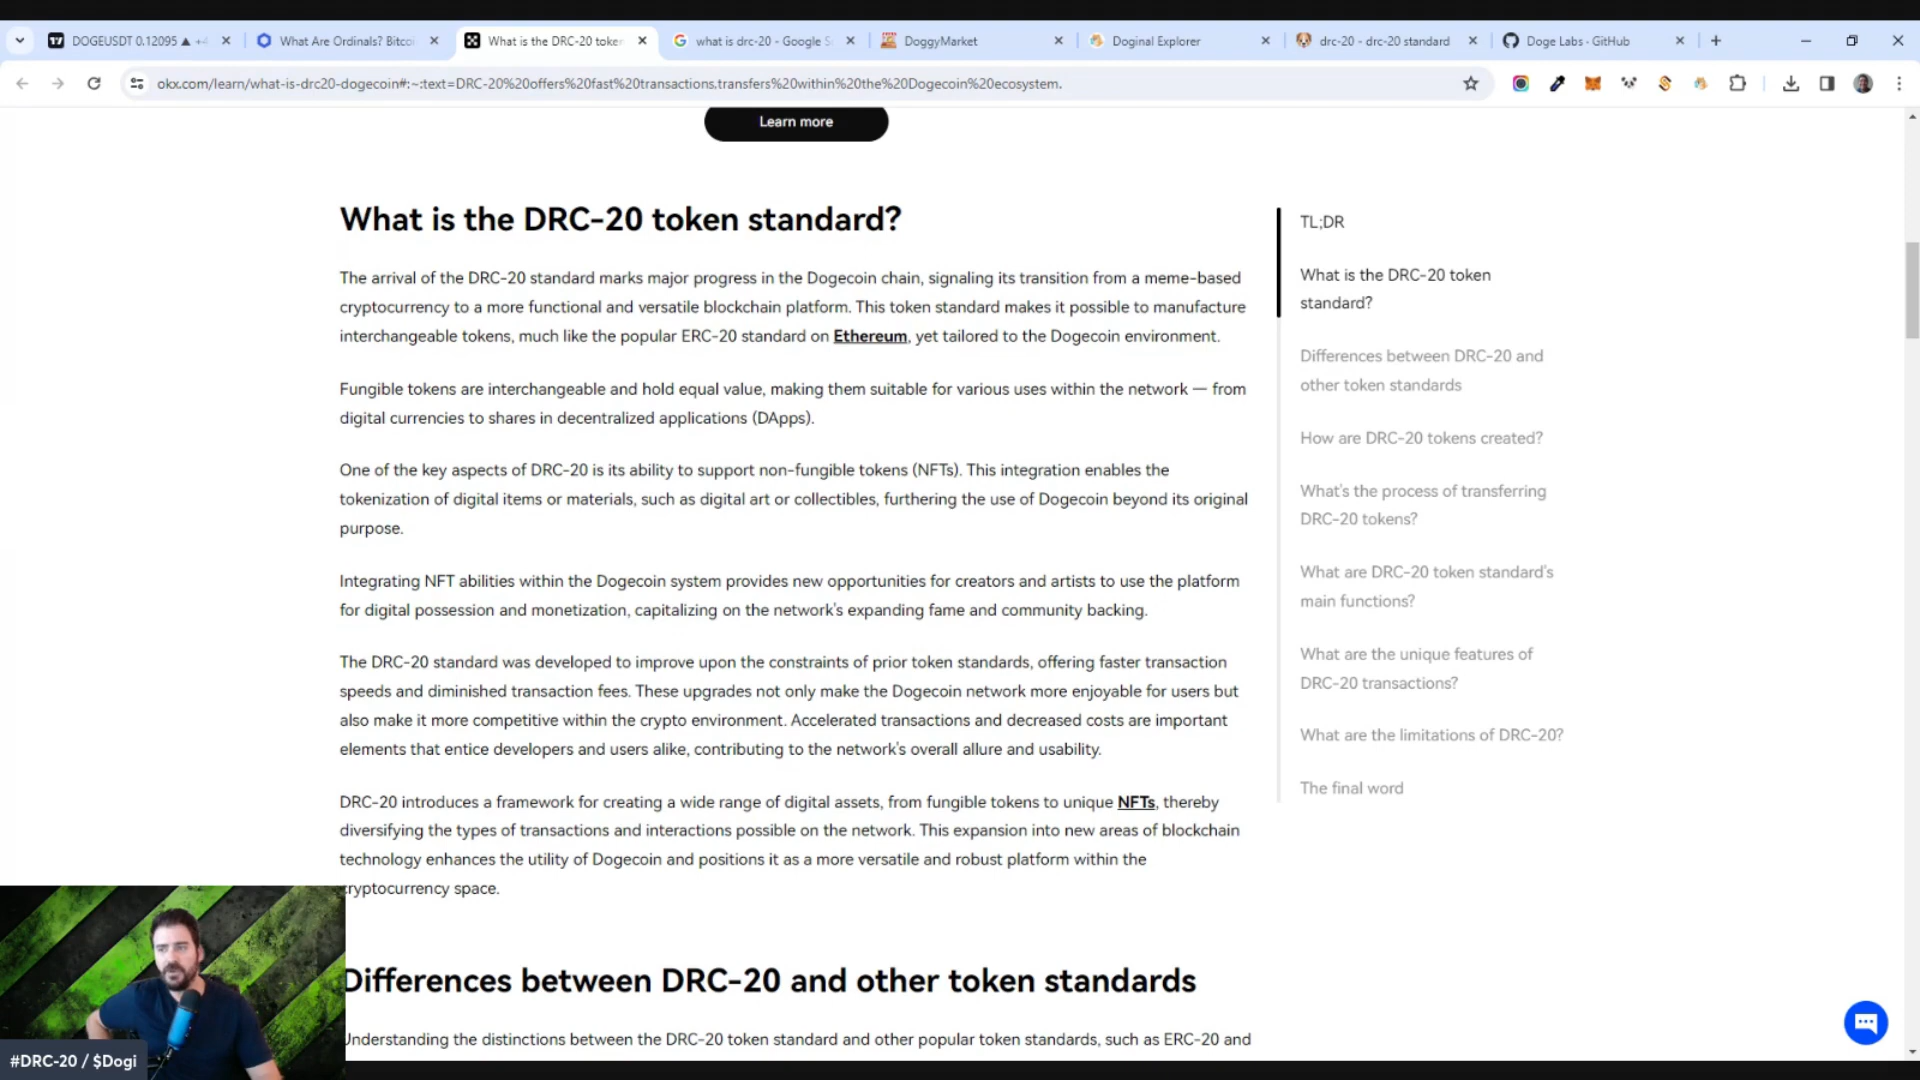 DOGEUSDT 0.12095 ▲ +4
What Are Ordinals? Bitcoi
What is the DRC-20 token
what is drc-20 - Google S
DoggyMarket
Doginal Explorer
drc-20 - drc-20 standard
Doge Labs - GitHub
okx.com/learn/what-is-drc20-dogecoin#:~:text=DRC-20%20offers%20fast%20transactions,transfers%20within%20the%20Dogecoin%20ecosystem.
Learn more
What is the DRC-20 token standard?
The arrival of the DRC-20 standard marks major progress in the Dogecoin chain, signaling its transition from a meme-based
cryptocurrency to a more functional and versatile blockchain platform. This token standard makes it possible to manufacture
interchangeable tokens, much like the popular ERC-20 standard on Ethereum, yet tailored to the Dogecoin environment.
Fungible tokens are interchangeable and hold equal value, making them suitable for various uses within the network — from
digital currencies to shares in decentralized applications (DApps).
One of the key aspects of DRC-20 is its ability to support non-fungible tokens (NFTs). This integration enables the
tokenization of digital items or materials, such as digital art or collectibles, furthering the use of Dogecoin beyond its original
purpose.
Integrating NFT abilities within the Dogecoin system provides new opportunities for creators and artists to use the platform
for digital possession and monetization, capitalizing on the network's expanding fame and community backing.
The DRC-20 standard was developed to improve upon the constraints of prior token standards, offering faster transaction
speeds and diminished transaction fees. These upgrades not only make the Dogecoin network more enjoyable for users but
also make it more competitive within the crypto environment. Accelerated transactions and decreased costs are important
elements that entice developers and users alike, contributing to the network's overall allure and usability.
DRC-20 introduces a framework for creating a wide range of digital assets, from fungible tokens to unique NFTs, thereby
diversifying the types of transactions and interactions possible on the network. This expansion into new areas of blockchain
technology enhances the utility of Dogecoin and positions it as a more versatile and robust platform within the
cryptocurrency space.
Differences between DRC-20 and other token standards
Understanding the distinctions between the DRC-20 token standard and other popular token standards, such as ERC-20 and
TL;DR
What is the DRC-20 token
standard?
Differences between DRC-20 and
other token standards
How are DRC-20 tokens created?
What's the process of transferring
DRC-20 tokens?
What are DRC-20 token standard's
main functions?
What are the unique features of
DRC-20 transactions?
What are the limitations of DRC-20?
The final word
#DRC-20 / $Dogi